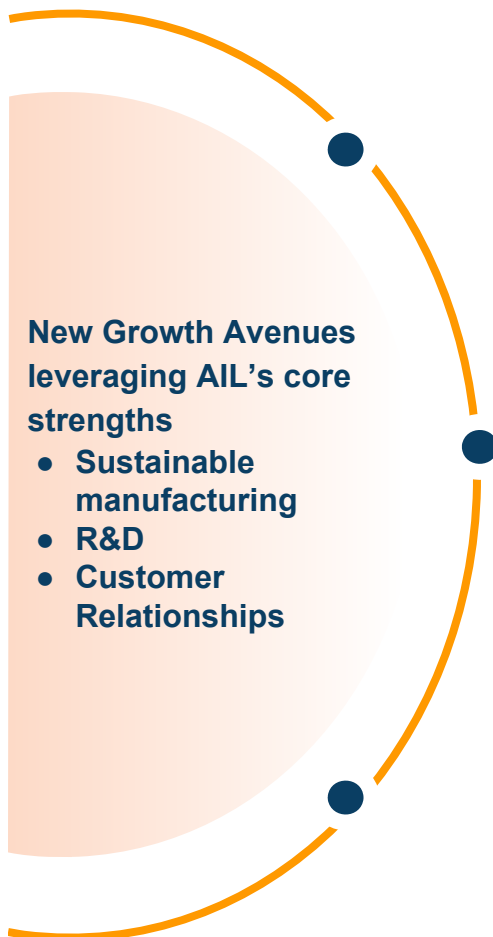 New Growth Avenues
leveraging AIL’s core
strengths
● Sustainable
manufacturing
● R&D
● Customer
Relationships